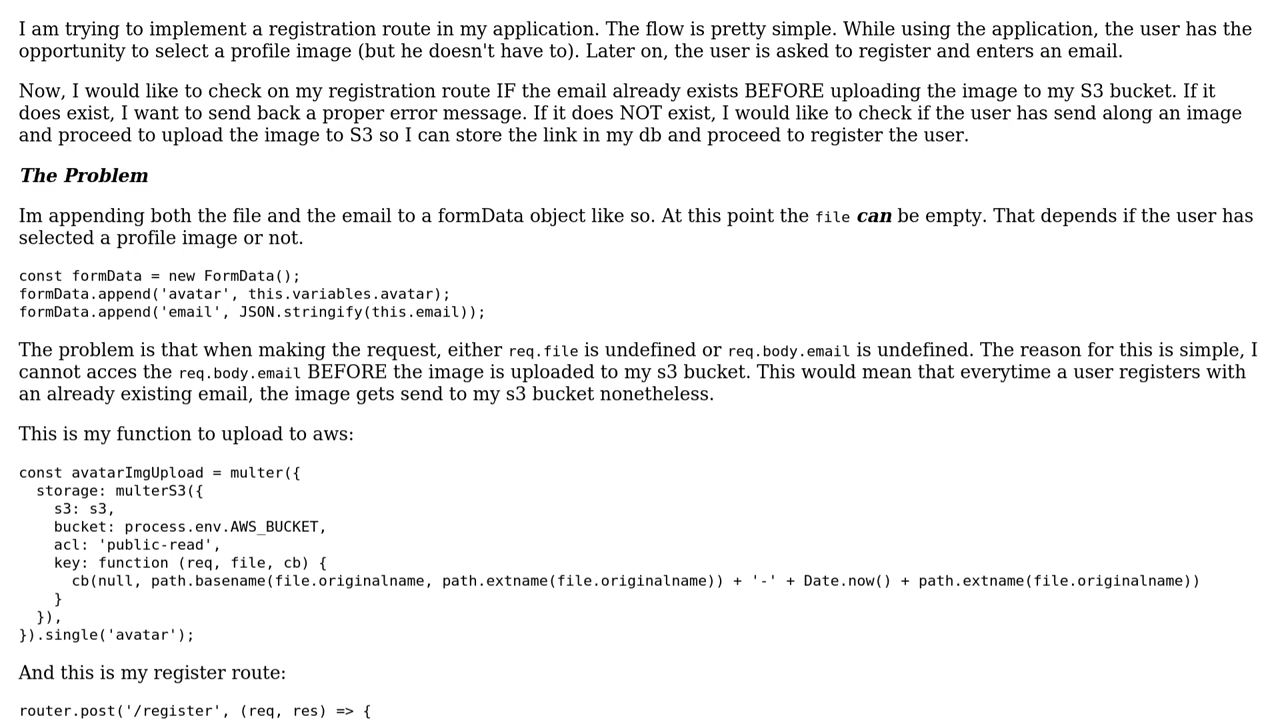 I am trying to implement a registration route in my application. The flow is pretty simple. While using the application, the user has the
opportunity to select a profile image (but he doesn't have to). Later on, the user is asked to register and enters an email.
Now, I would like to check on my registration route IF the email already exists BEFORE uploading the image to my S3 bucket. If it
does exist, I want to send back a proper error message. If it does NOT exist, I would like to check if the user has send along an image
and proceed to upload the image to S3 so I can store the link in my db and proceed to register the user.
The Problem
Im appending both the file and the email to a formData object like so. At this point the file can be empty. That depends if the user has
selected a profile image or not.
const formData = new FormData();
formData.append('avatar', this.variables.avatar);
formData.append('email', JSON.stringify(this.email));
The problem is that when making the request, either req.file is undefined or req.body.email is undefined. The reason for this is simple, I
cannot acces the req.body.email BEFORE the image is uploaded to my s3 bucket. This would mean that everytime a user registers with
an already existing email, the image gets send to my s3 bucket nonetheless.
This is my function to upload to aws:
const avatarImgUpload = multer({
  storage: multerS3({
    s3: s3,
    bucket: process.env.AWS_BUCKET,
    acl: 'public-read',
    key: function (req, file, cb) {
      cb(null, path.basename(file.originalname, path.extname(file.originalname)) + '-' + Date.now() + path.extname(file.originalname))
    }
  }),
}).single('avatar');
And this is my register route:
router.post('/register', (req, res) => {